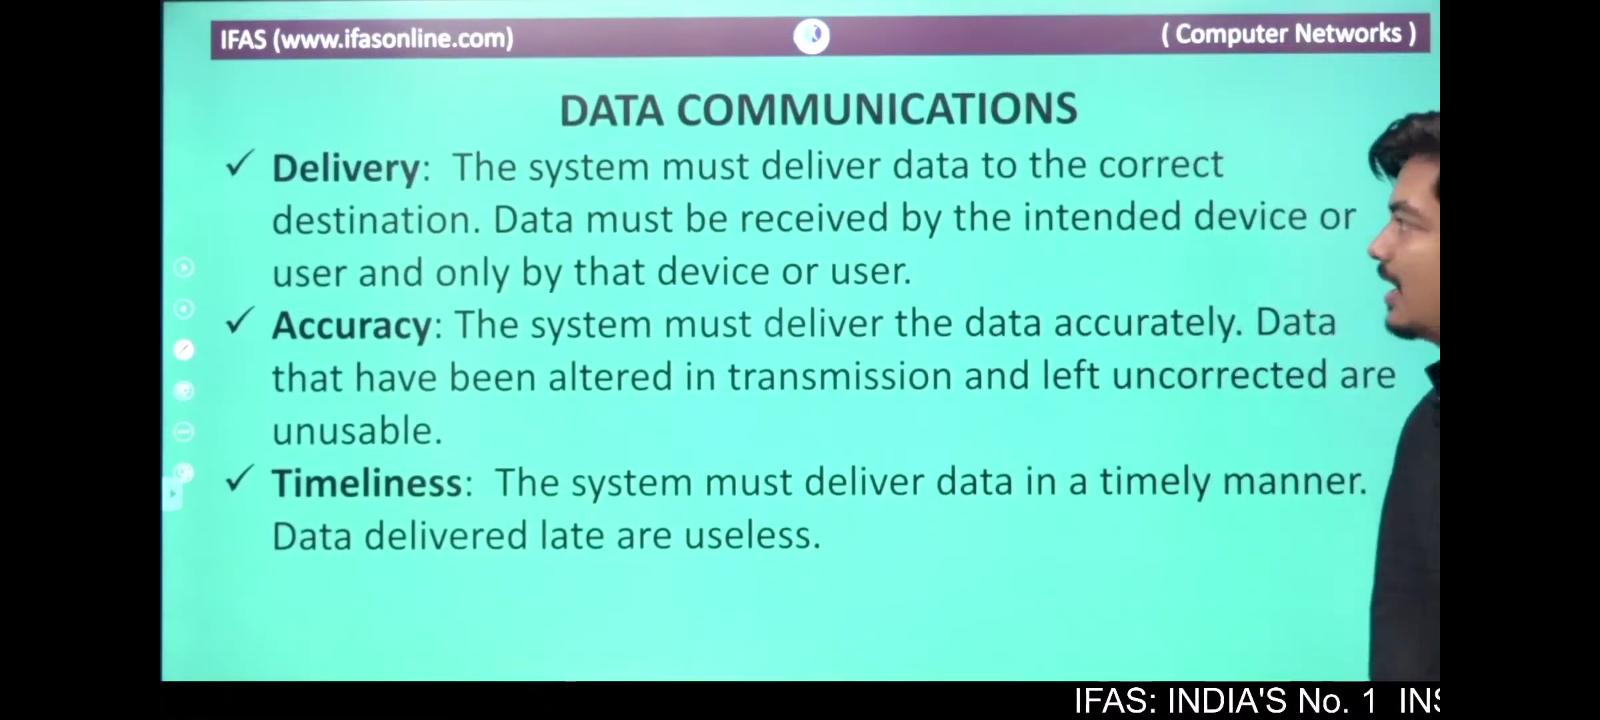 IFAS (www.ifasonline.com)
( Computer Networks )
DATA COMMUNICATIONS
✓ Delivery: The system must deliver data to the correct
destination. Data must be received by the intended device or
user and only by that device or user.
✓ Accuracy: The system must deliver the data accurately. Data
that have been altered in transmission and left uncorrected are
unusable.
✓ Timeliness: The system must deliver data in a timely manner.
Data delivered late are useless.
IFAS: INDIA'S No. 1